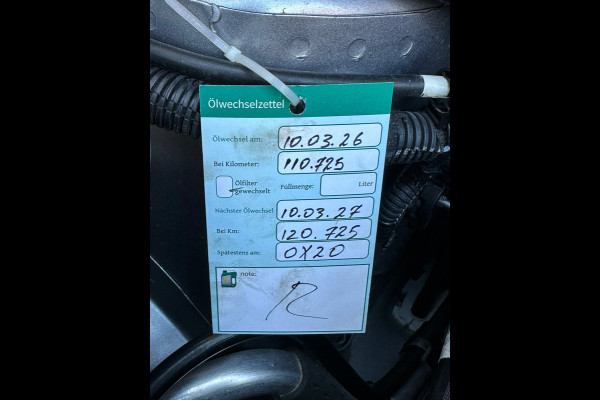 Ölwechselzettel
Ölwechsel am: 10.03.26
Bei Kilometer: 110.725
Ölfilter gewechselt Füllmenge: Liter
Nächster Ölwechsel 10.03.27
Bei Km: 120.725
Spätestens am: 0X20
note: